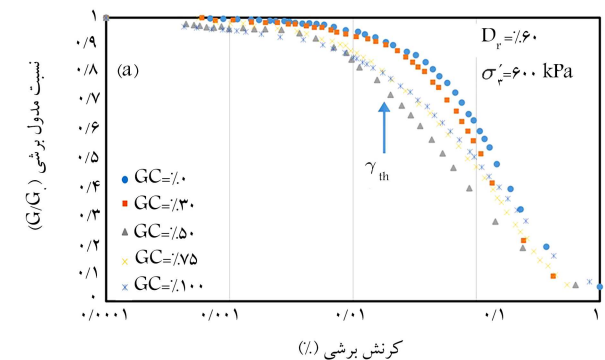 ۱
۰/۹
۰/۸
۰/۷
۰/۶
۰/۵
۰/۴
۰/۳
۰/۲
۰/۱
۰
نسبت مدول برشی (G/G۰)
(a)
Dr=٪۶۰
σ′۳=۶۰۰ kPa
γth
GC=٪۰
GC=٪۳۰
GC=٪۵۰
GC=٪۷۵
GC=٪۱۰۰
۰/۰۰۰۱ ۰/۰۰۱ ۰/۰۱ ۰/۱ ۱
کرنش برشی (٪)